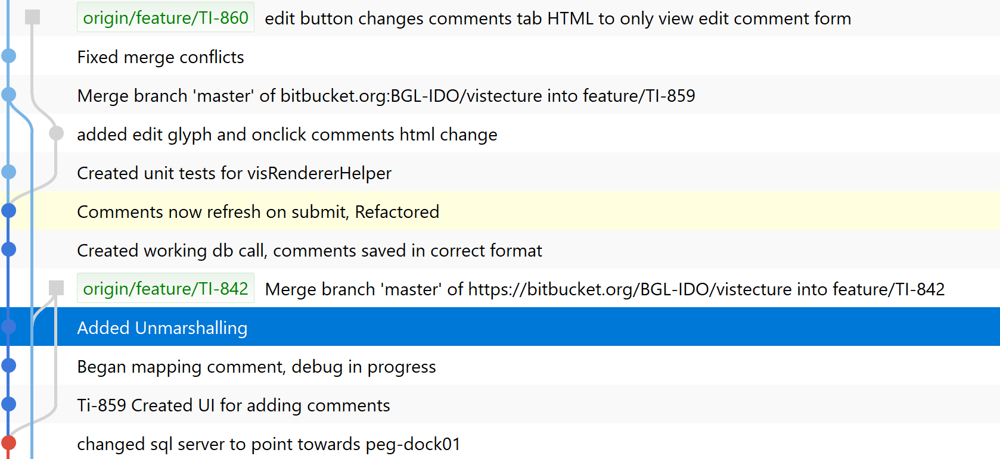 origin/feature/TI-860 edit button changes comments tab HTML to only view edit comment form
Fixed merge conflicts
Merge branch 'master' of bitbucket.org:BGL-IDO/vistecture into feature/TI-859
added edit glyph and onclick comments html change
Created unit tests for visRendererHelper
Comments now refresh on submit, Refactored
Created working db call, comments saved in correct format
origin/feature/TI-842 Merge branch 'master' of https://bitbucket.org/BGL-IDO/vistecture into feature/TI-842
Added Unmarshalling
Began mapping comment, debug in progress
Ti-859 Created UI for adding comments
changed sql server to point towards peg-dock01